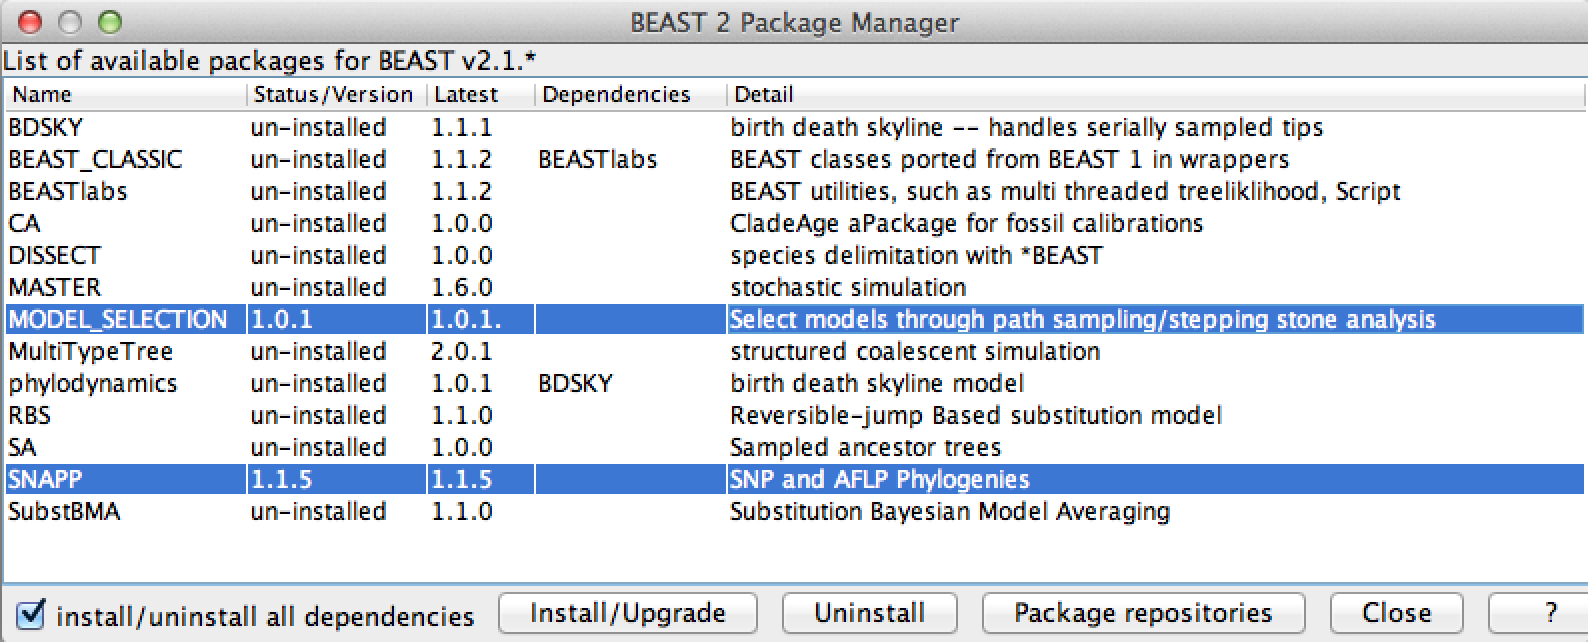 BEAST 2 Package Manager
List of available packages for BEAST v2.1.*
Name Status/Version Latest Dependencies Detail
BDSKY un-installed 1.1.1 birth death skyline -- handles serially sampled tips
BEAST_CLASSIC un-installed 1.1.2 BEASTlabs BEAST classes ported from BEAST 1 in wrappers
BEASTlabs un-installed 1.1.2 BEAST utilities, such as multi threaded treeliklihood, Script
CA un-installed 1.0.0 CladeAge aPackage for fossil calibrations
DISSECT un-installed 1.0.0 species delimitation with *BEAST
MASTER un-installed 1.6.0 stochastic simulation
MODEL_SELECTION 1.0.1 1.0.1. Select models through path sampling/stepping stone analysis
MultiTypeTree un-installed 2.0.1 structured coalescent simulation
phylodynamics un-installed 1.0.1 BDSKY birth death skyline model
RBS un-installed 1.1.0 Reversible-jump Based substitution model
SA un-installed 1.0.0 Sampled ancestor trees
SNAPP 1.1.5 1.1.5 SNP and AFLP Phylogenies
SubstBMA un-installed 1.1.0 Substitution Bayesian Model Averaging
install/uninstall all dependencies Install/Upgrade Uninstall Package repositories Close ?